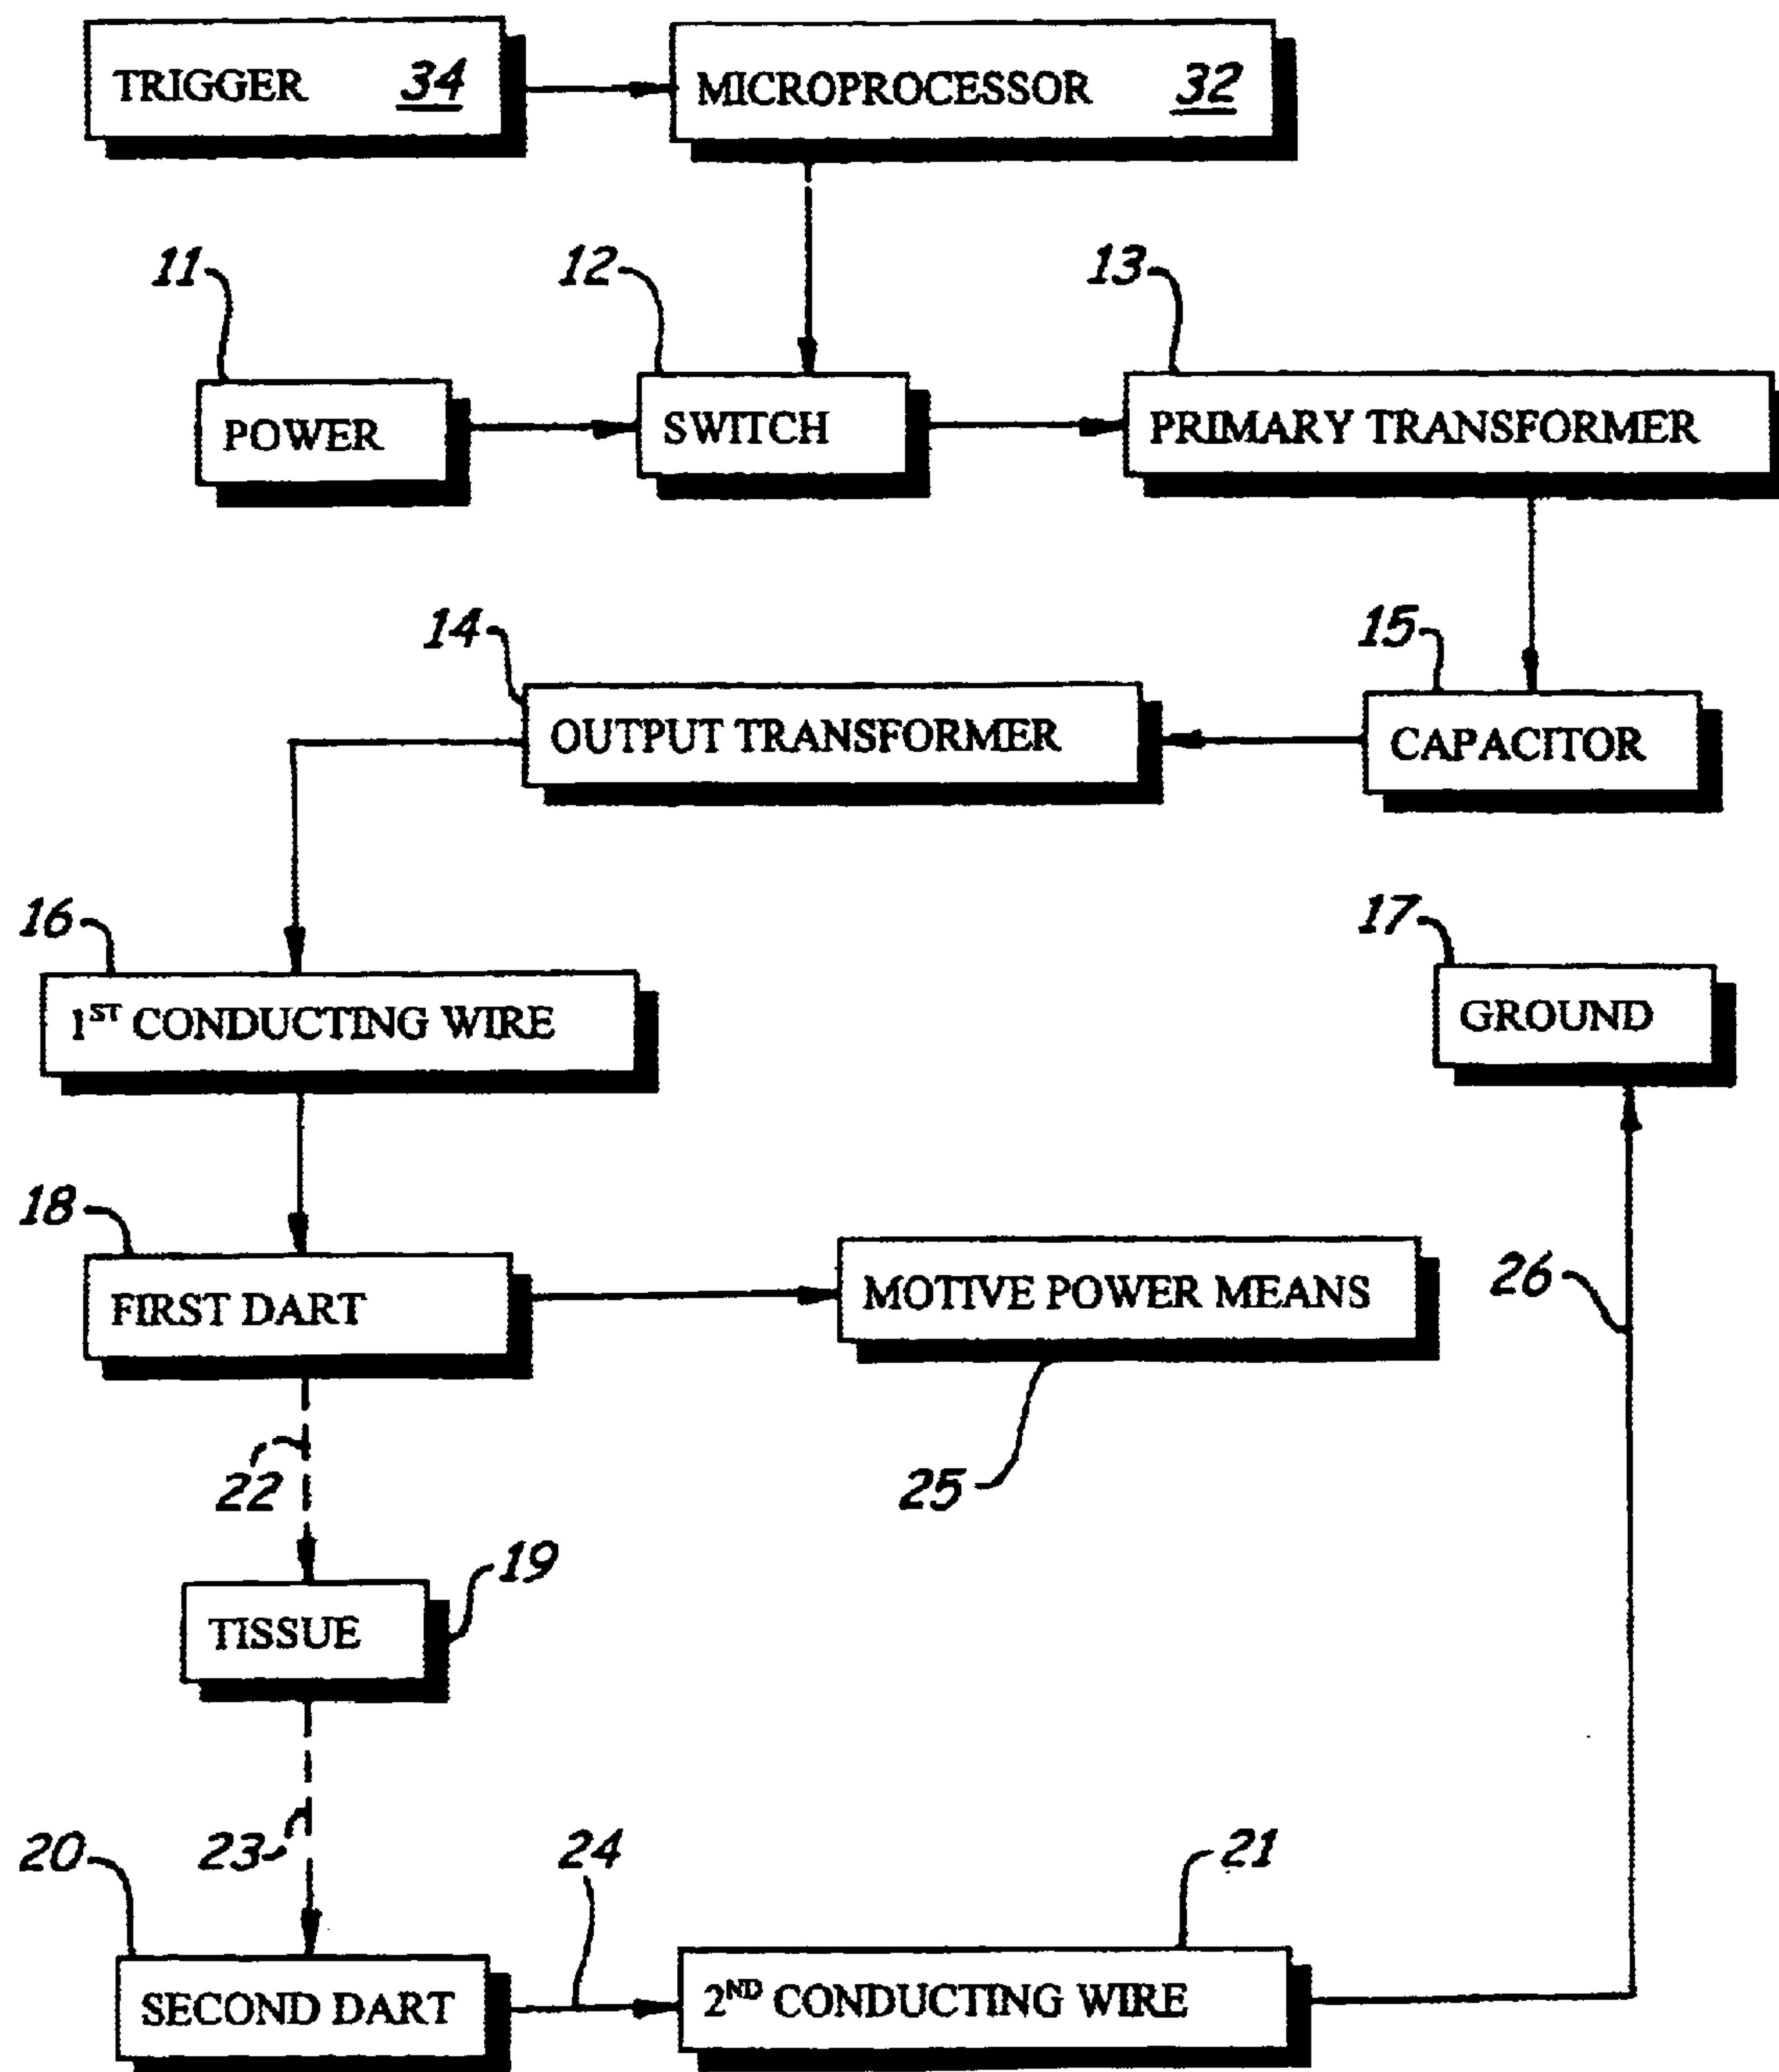 TRIGGER 34
MICROPROCESSOR 32
11
12
13
POWER
SWITCH
PRIMARY TRANSFORMER
14
15
OUTPUT TRANSFORMER
CAPACITOR
16
17
1ST CONDUCTING WIRE
GROUND
18
FIRST DART
MOTIVE POWER MEANS
26
22
25
19
TISSUE
23
20
24
21
SECOND DART
2ND CONDUCTING WIRE